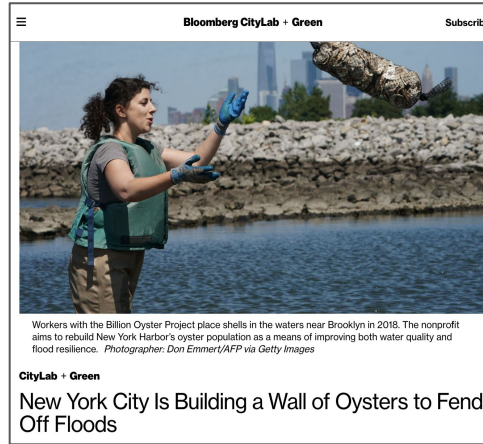 Bloomberg CityLab + Green
Subscrib
Workers with the Billion Oyster Project place shells in the waters near Brooklyn in 2018. The nonprofit
aims to rebuild New York Harbor's oyster population as a means of improving both water quality and
flood resilience. Photographer: Don Emmert/AFP via Getty Images
CityLab + Green
New York City Is Building a Wall of Oysters to Fend
Off Floods